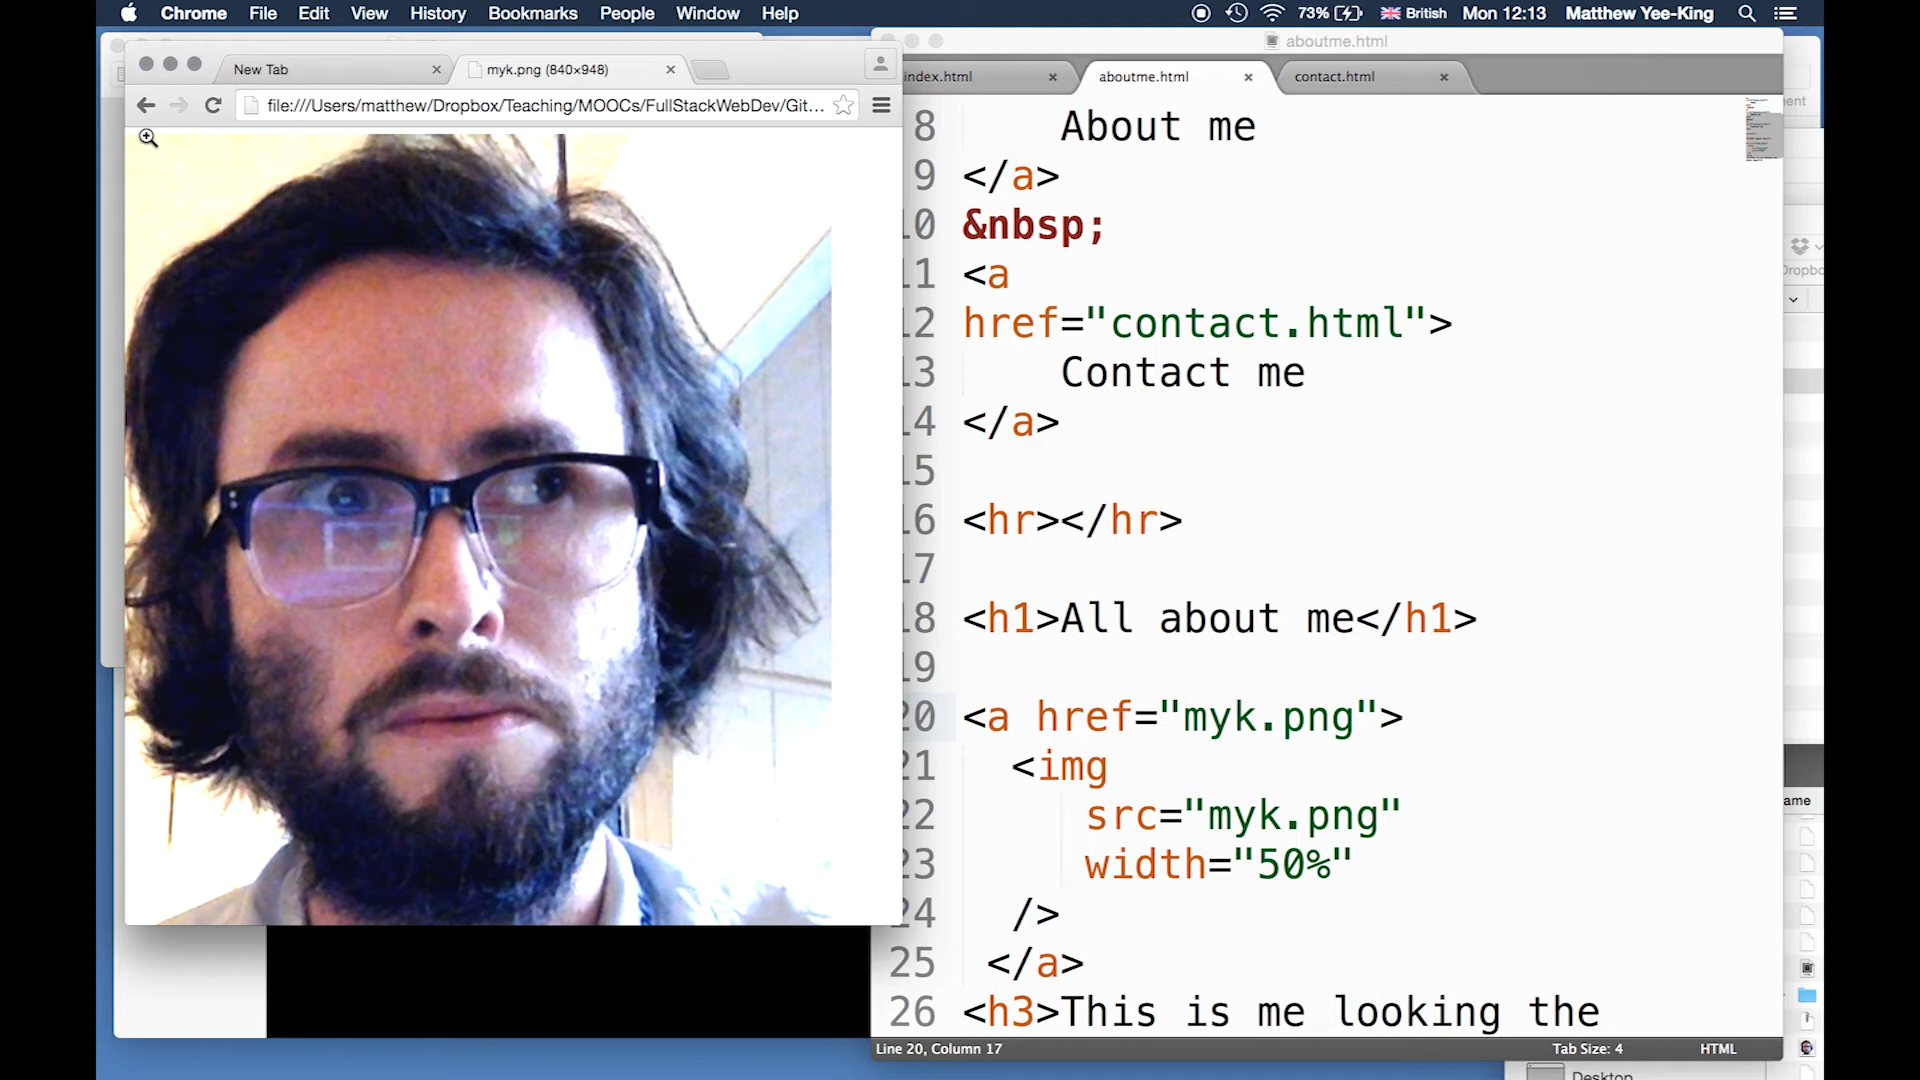 Chrome File Edit View History Bookmarks People Window Help 73% British Mon 12:13 Matthew Yee-King
aboutme.html
New Tab
myk.png (840×948)
index.html
aboutme.html
contact.html
file:///Users/matthew/Dropbox/Teaching/MOOCs/FullStackWebDev/Git...
8 About me
9 </a>
10 &nbsp;
11 <a
12 href="contact.html">
13 Contact me
14 </a>
15
16 <hr></hr>
17
18 <h1>All about me</h1>
19
20 <a href="myk.png">
21 <img
22 src="myk.png"
23 width="50%"
24 />
25 </a>
26 <h3>This is me looking the
Line 20, Column 17 Tab Size: 4 HTML
Desktop